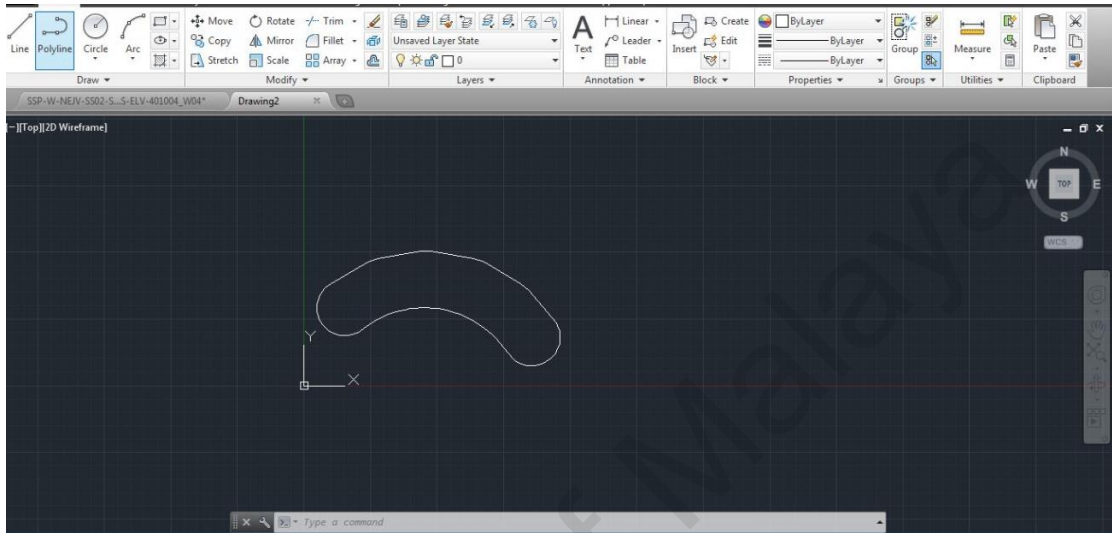 Line Polyline Circle Arc
Move Rotate Trim
Copy Mirror Fillet
Stretch Scale Array
Unsaved Layer State
0
Text Linear
Leader
Table
Insert Create
Edit
ByLayer
ByLayer
ByLayer
Group Measure Paste
Draw Modify Layers Annotation Block Properties Groups Utilities Clipboard
SSP-W-NEJV-SS02-S...S-ELV-401004_W04* Drawing2
[−][Top][2D Wireframe]
N
W TOP E
S
WCS
Y
X
Type a command
f Malaya